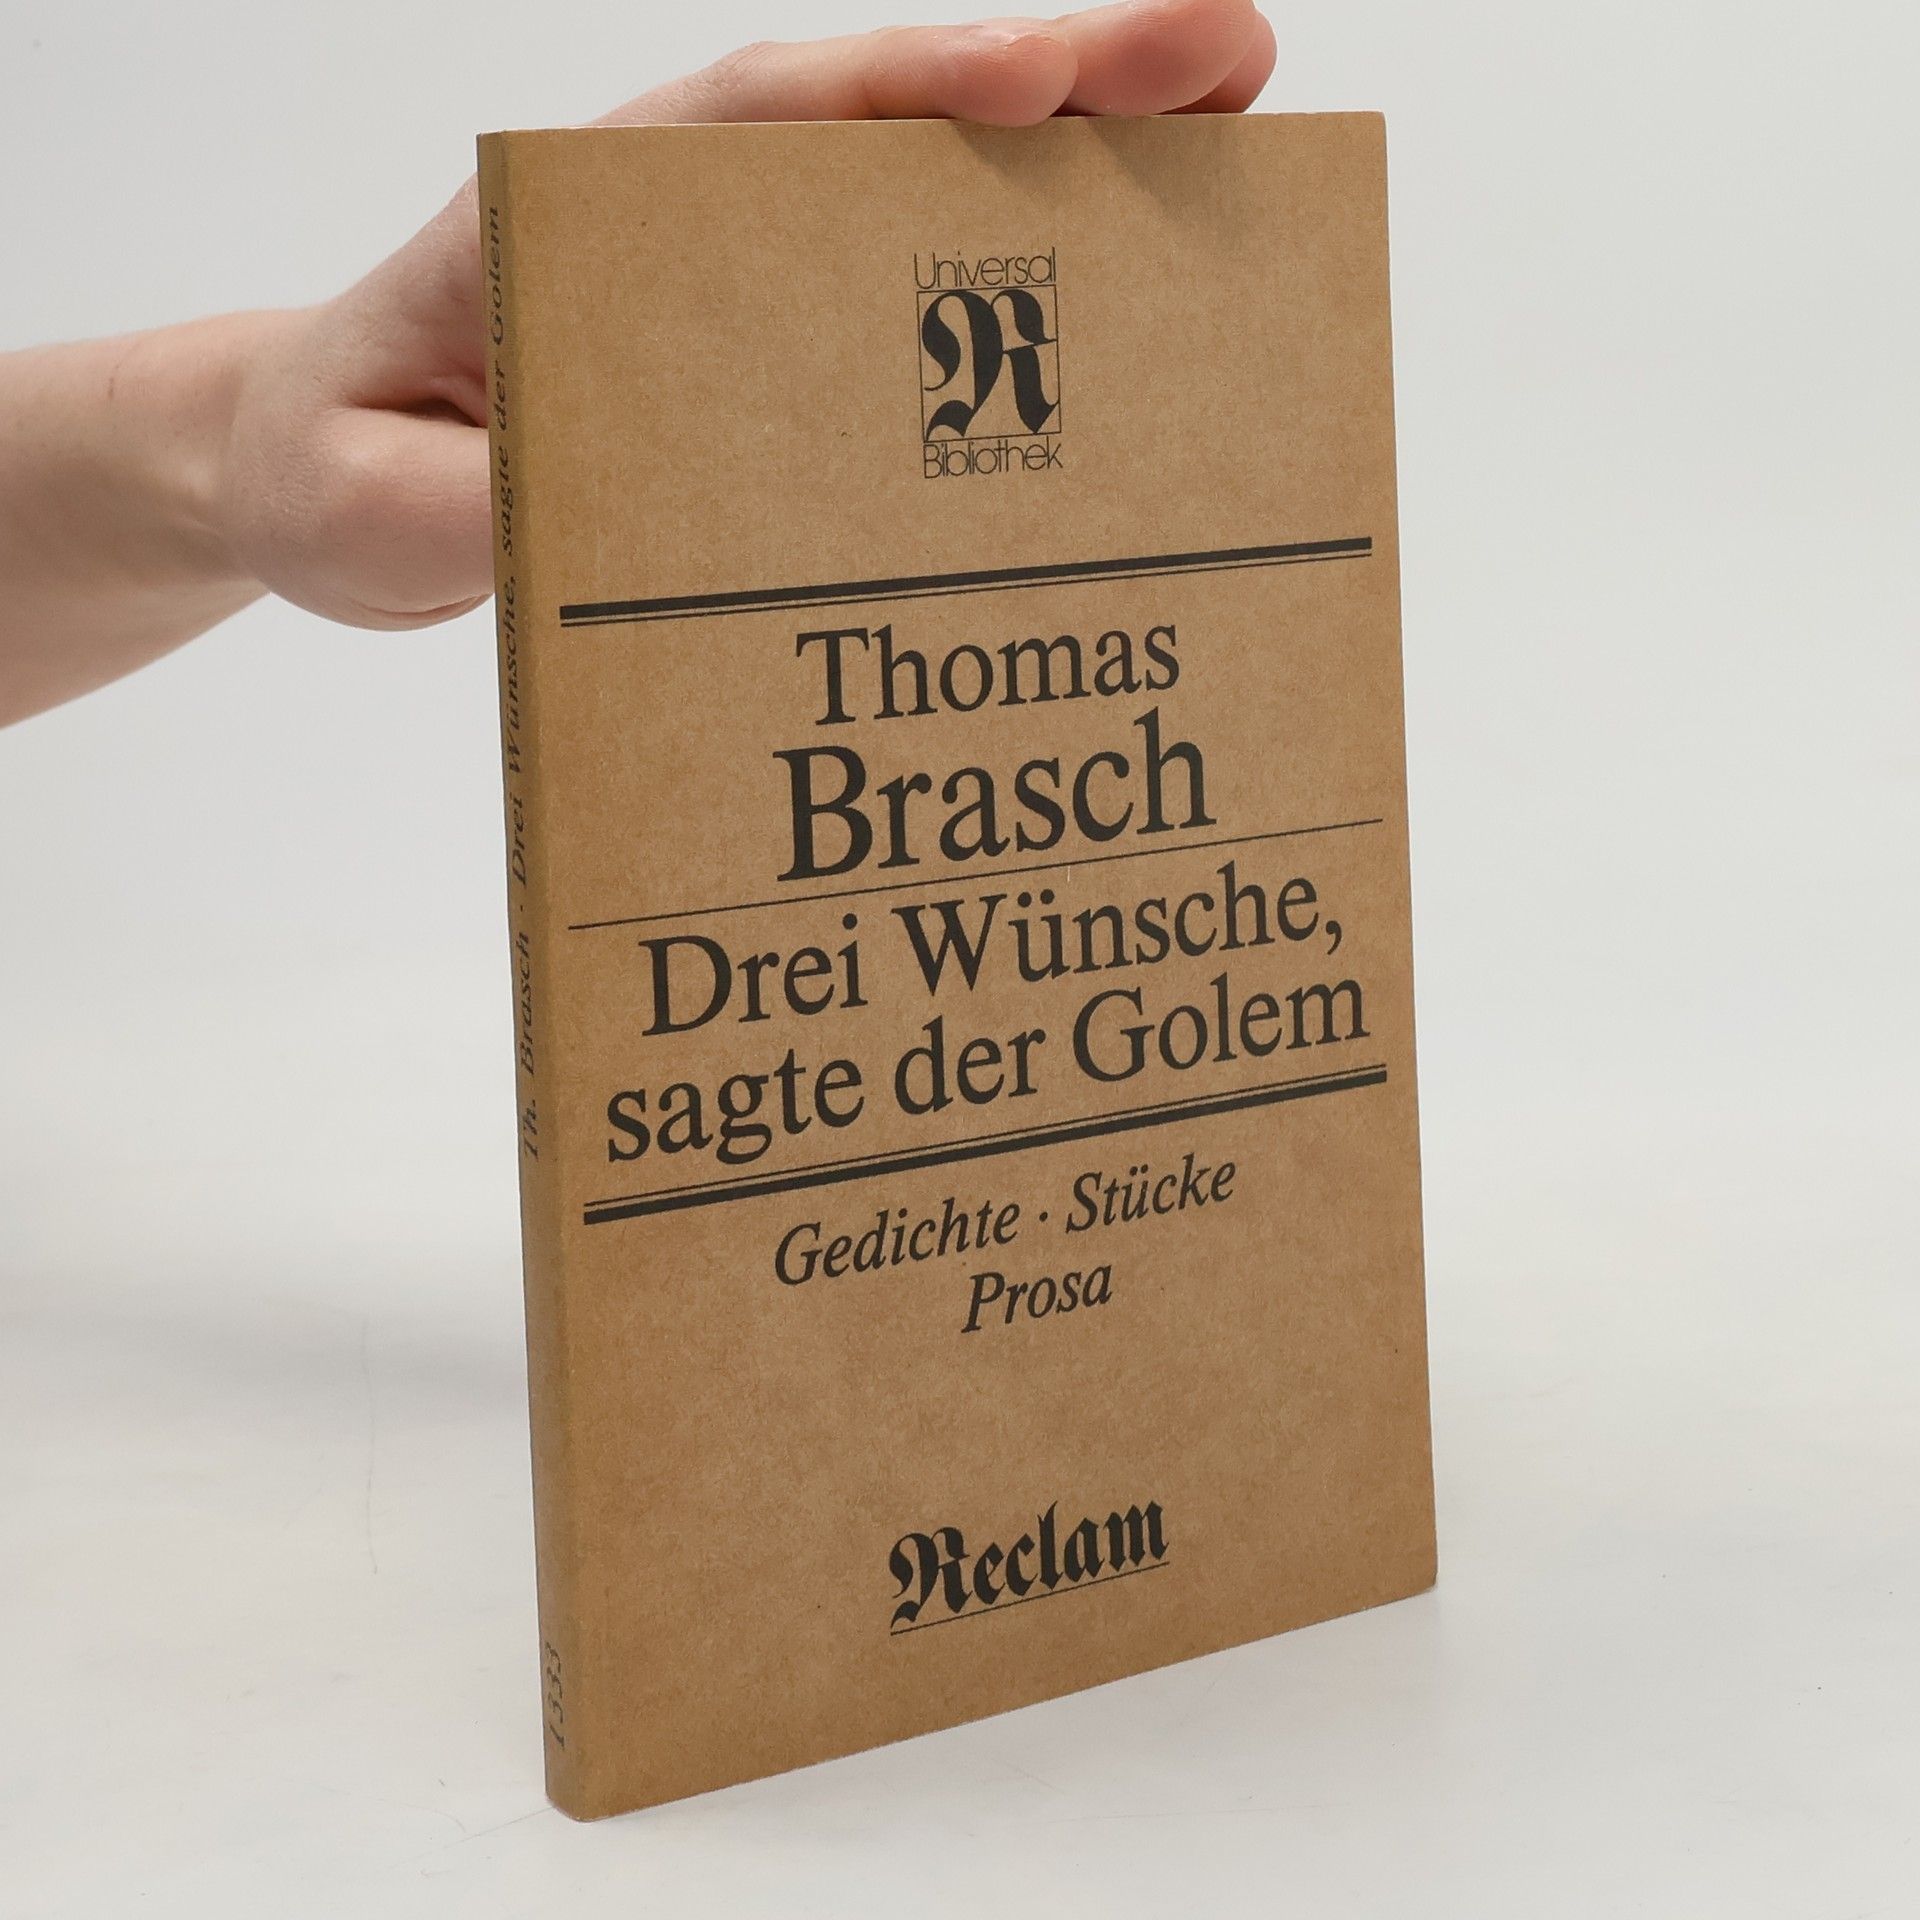 Universal
R
Bibliothek
Thomas
Brasch
Drei Wünsche,
sagte der Golem
Gedichte · Stücke
Prosa
Reclam
Th. Brasch · Drei Wünsche, sagte der Golem
1333